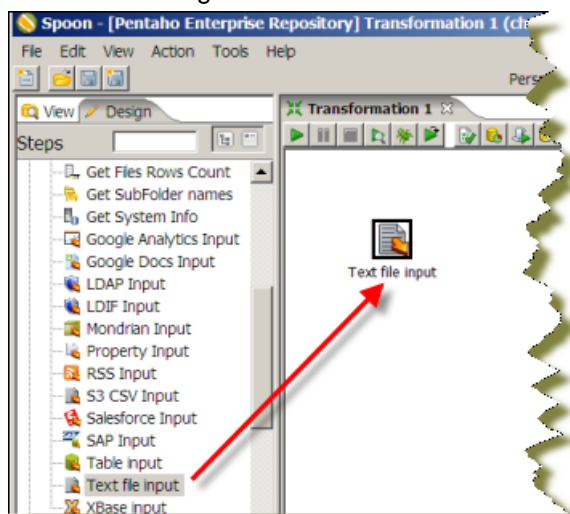 Spoon - [Pentaho Enterprise Repository] Transformation 1 (ch
File Edit View Action Tools Help
Pers
View Design
Transformation 1
Steps
Get Files Rows Count
Get SubFolder names
Get System Info
Google Analytics Input
Google Docs Input
LDAP Input
LDIF Input
Mondrian Input
Property Input
RSS Input
S3 CSV Input
Salesforce Input
SAP Input
Table input
Text file input
XBase input
Text file input